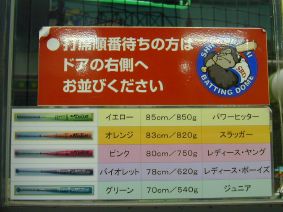 ●打席順番待ちの方は
ドアの右側へ
お並びください
BATTING DOME
イエロー 85cm/850g パワーヒッター
オレンジ 83cm/820g スラッガー
ピンク 80cm/750g レディース・ヤング
バイオレット 78cm/620g レディース・ボーイズ
グリーン 70cm/540g ジュニア